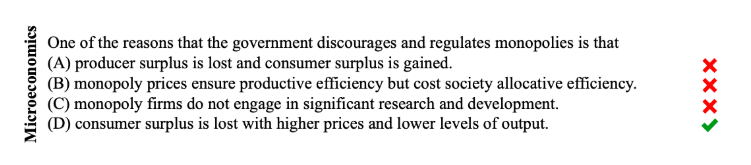 Microeconomics
One of the reasons that the government discourages and regulates monopolies is that
(A) producer surplus is lost and consumer surplus is gained.
(B) monopoly prices ensure productive efficiency but cost society allocative efficiency.
(C) monopoly firms do not engage in significant research and development.
(D) consumer surplus is lost with higher prices and lower levels of output.